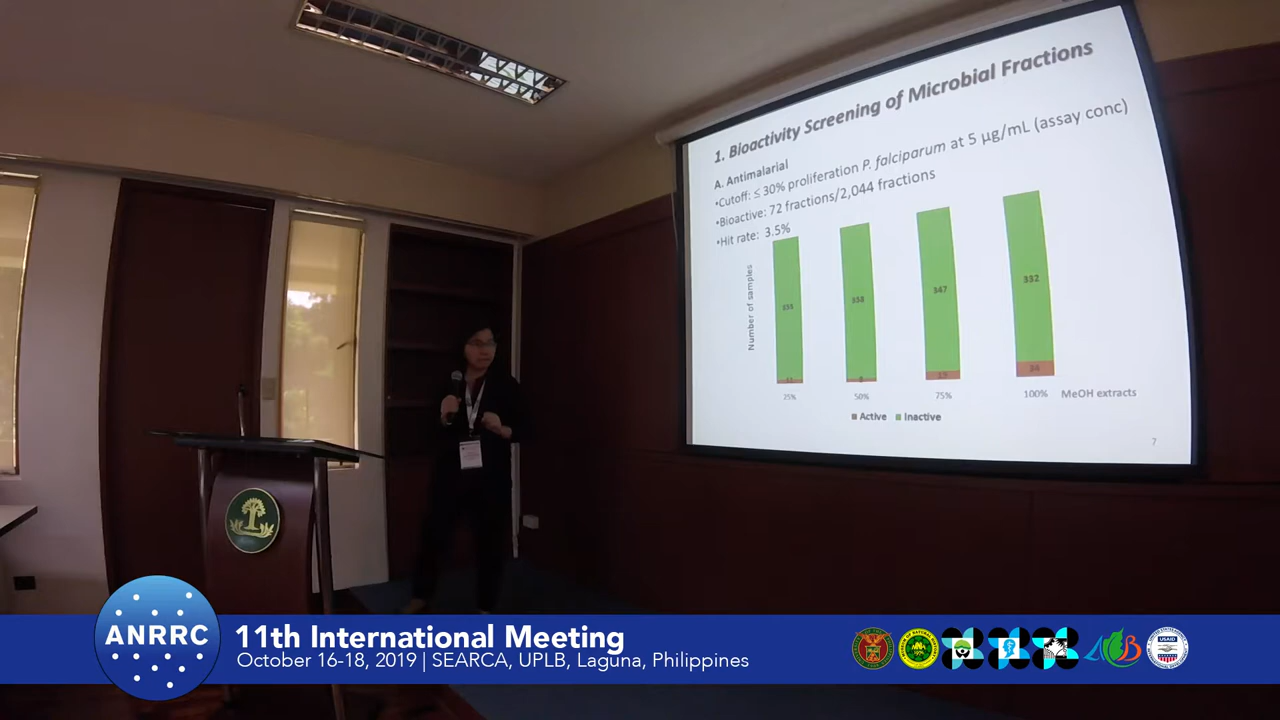 1. Bioactivity Screening of Microbial Fractions
A. Antimalarial
•Cutoff: ≤ 30% proliferation P. falciparum at 5 µg/mL (assay conc)
•Bioactive: 72 fractions/2,044 fractions
•Hit rate: 3.5%
Number of samples
358
347
332
19
25%
50%
75%
100%
MeOH extracts
Active
Inactive
7
ANRRC
11th International Meeting
October 16-18, 2019 | SEARCA, UPLB, Laguna, Philippines
USAID